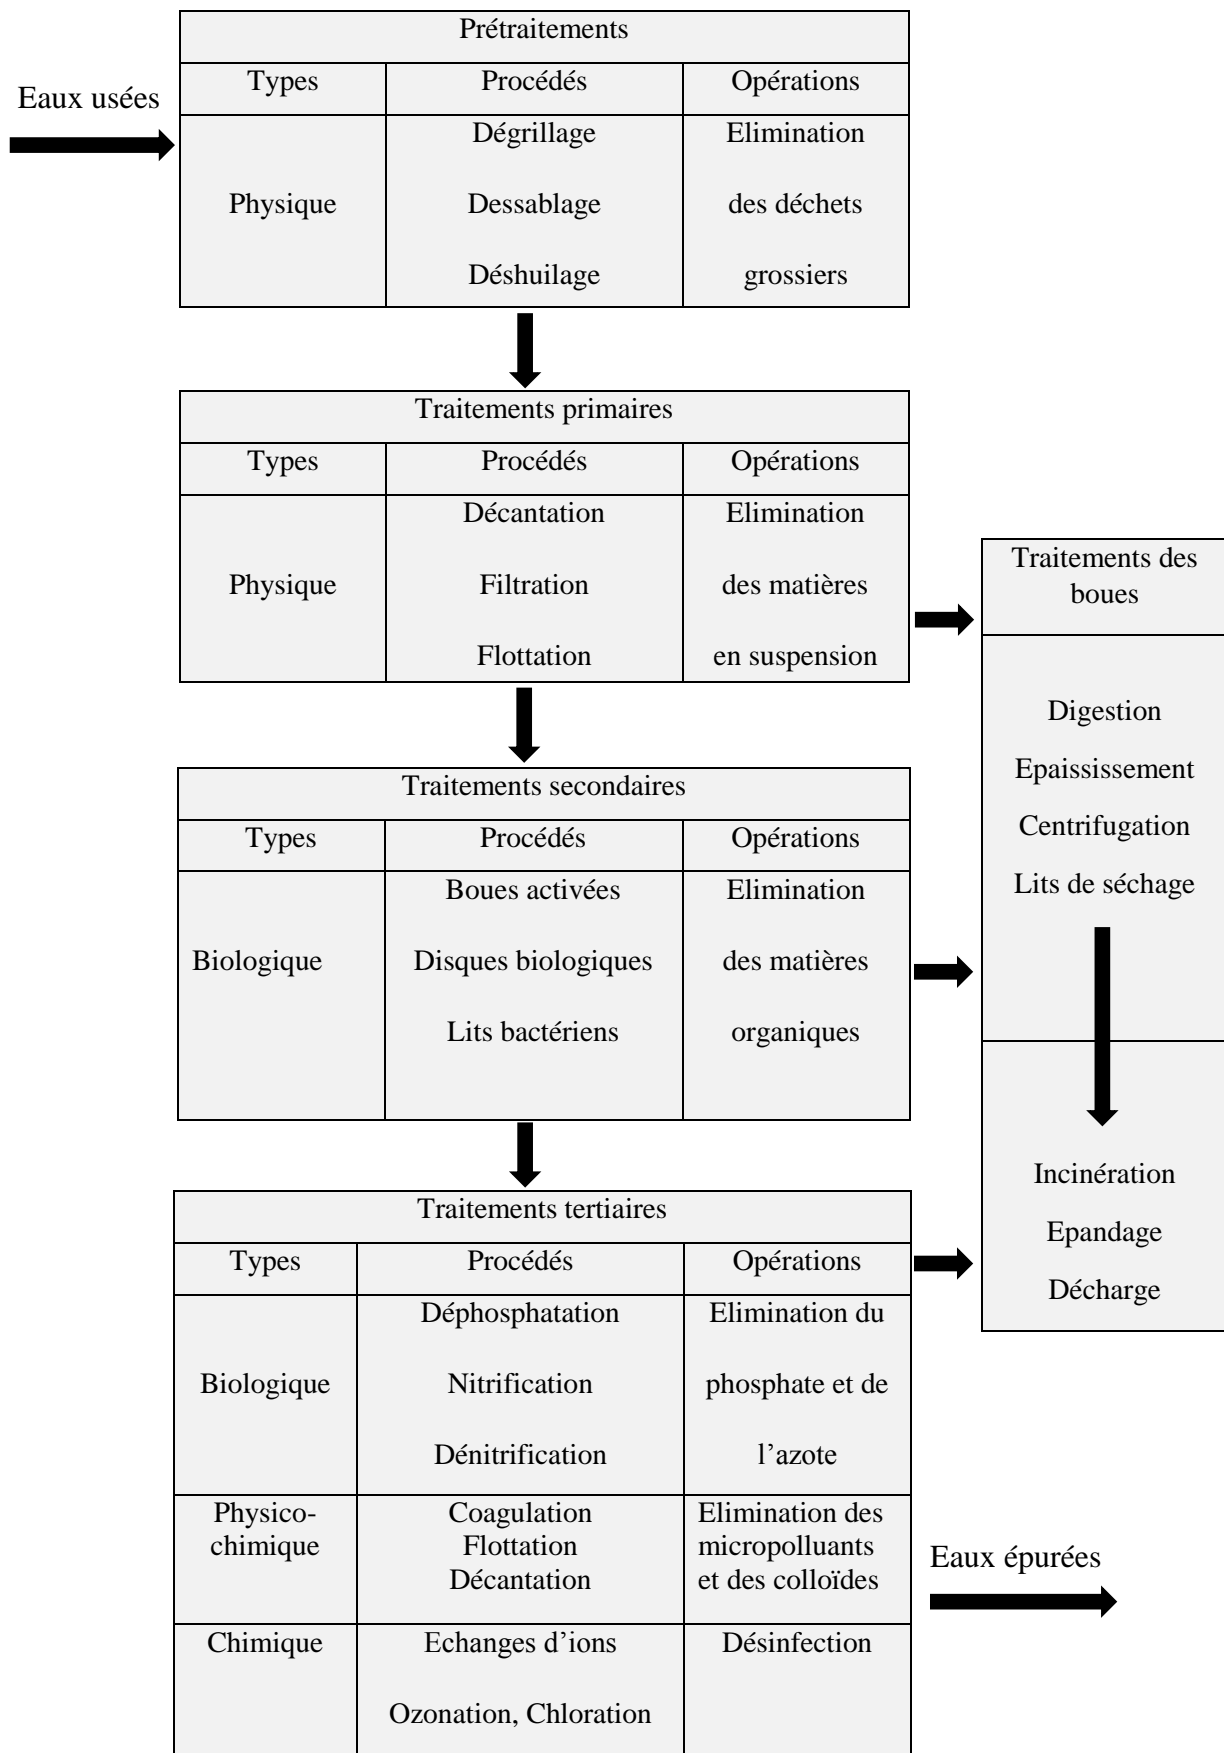 Prétraitements
Types Procédés Opérations
Eaux usées
Dégrillage Elimination
Physique Dessablage des déchets
Déshuilage grossiers
Traitements primaires
Types Procédés Opérations
Décantation Elimination
Physique Filtration des matières
Flottation en suspension
Traitements des
boues
Digestion
Epaississement
Centrifugation
Lits de séchage
Incinération
Epandage
Décharge
Traitements secondaires
Types Procédés Opérations
Boues activées Elimination
Biologique Disques biologiques des matières
Lits bactériens organiques
Traitements tertiaires
Types Procédés Opérations
Déphosphatation Elimination du
Biologique Nitrification phosphate et de
Dénitrification l’azote
Physico- Coagulation Elimination des
chimique Flottation micropolluants
Décantation et des colloïdes
Eaux épurées
Chimique Echanges d’ions Désinfection
Ozonation, Chloration